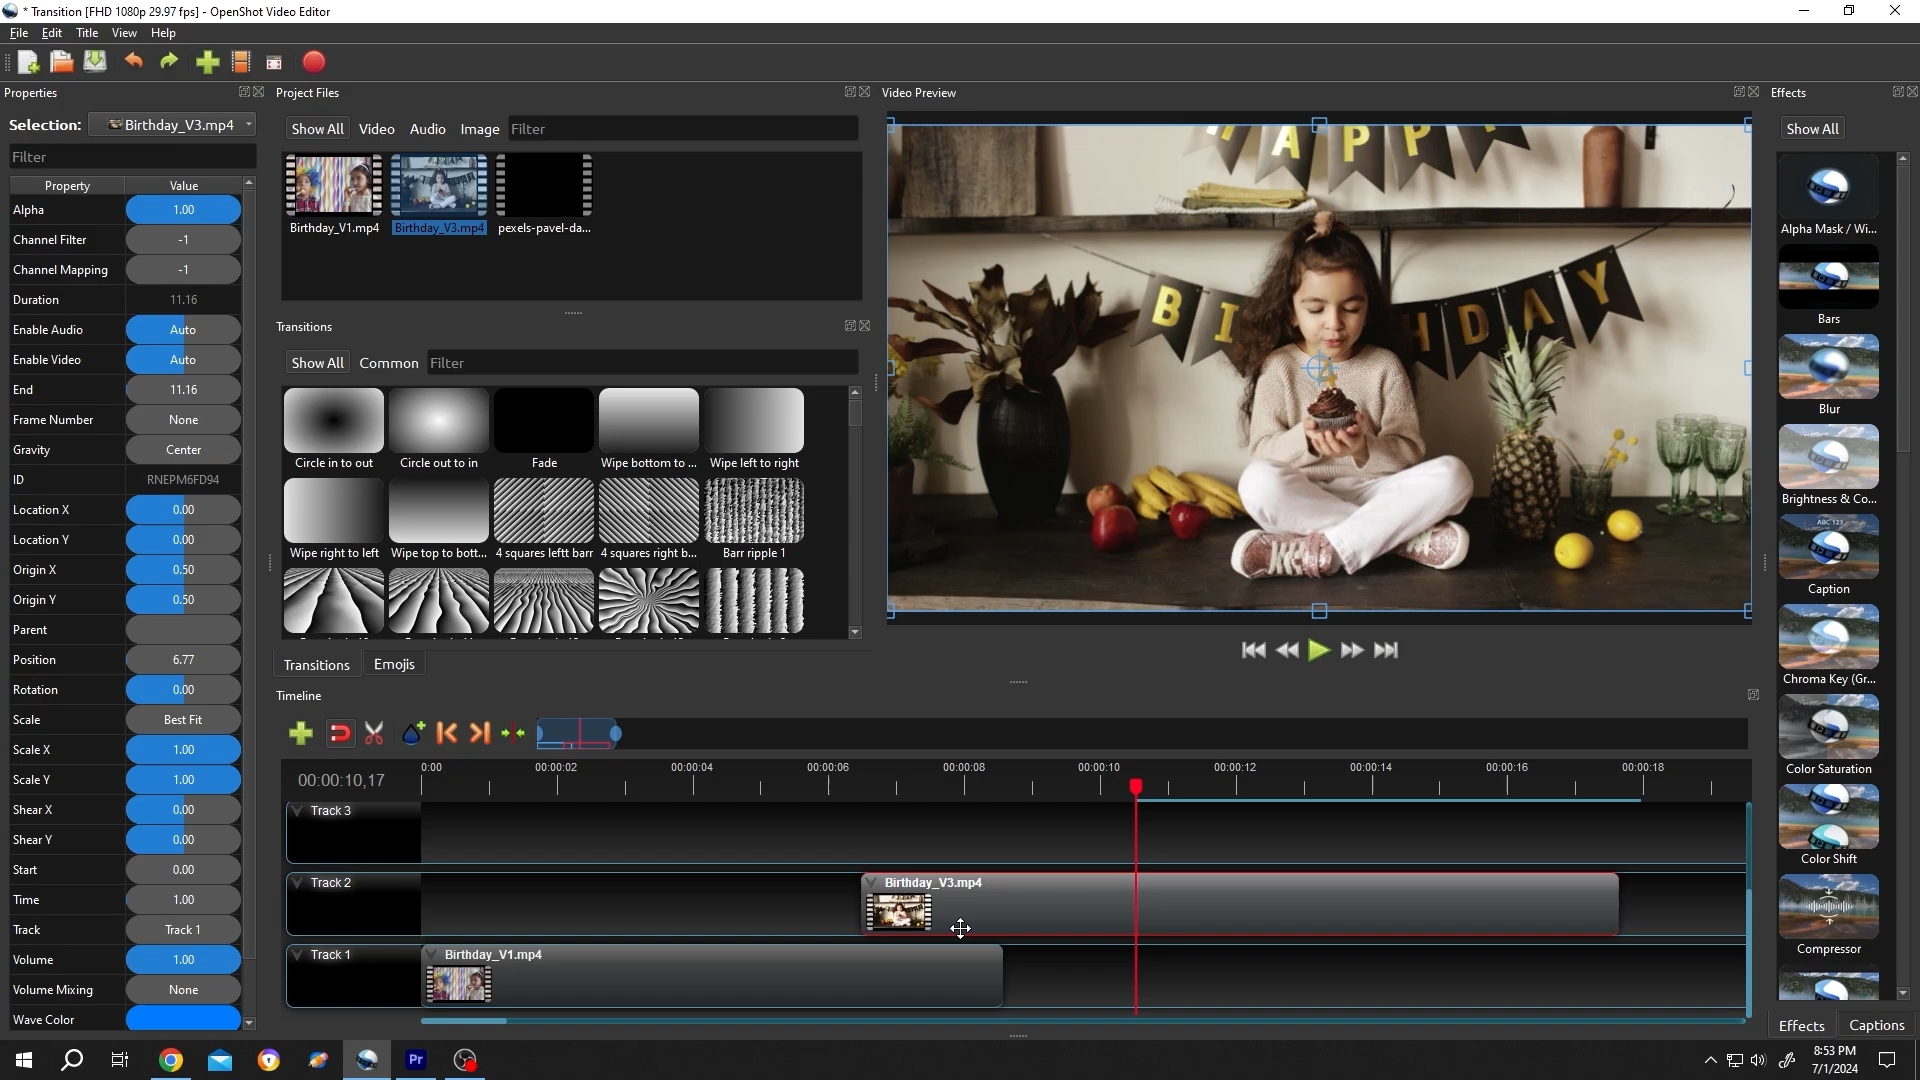 * Transition [FHD 1080p 29.97 fps] - OpenShot Video Editor
File Edit Title View Help
Properties
Selection: Birthday_V3.mp4
Filter
Property Value
Alpha 1.00
Channel Filter -1
Channel Mapping -1
Duration 11.16
Enable Audio Auto
Enable Video Auto
End 11.16
Frame Number None
Gravity Center
ID RNEPM6FD94
Location X 0.00
Location Y 0.00
Origin X 0.50
Origin Y 0.50
Parent
Position 6.77
Rotation 0.00
Scale Best Fit
Scale X 1.00
Scale Y 1.00
Shear X 0.00
Shear Y 0.00
Start 0.00
Time 1.00
Track Track 1
Volume 1.00
Volume Mixing None
Wave Color
Project Files
Show All Video Audio Image Filter
Birthday_V1.mp4 Birthday_V3.mp4 pexels-pavel-da...
Transitions
Show All Common Filter
Circle in to out Circle out to in Fade Wipe bottom to ... Wipe left to right
Wipe right to left Wipe top to bott... 4 squares leftt barr 4 squares right b... Barr ripple 1
Transitions Emojis
Video Preview
HAPPY
BIRTHDAY
Effects
Show All
Alpha Mask / Wi...
Bars
Blur
Brightness & Co...
ABC 123
Caption
Chroma Key (Gr...
Color Saturation
Color Shift
Compressor
Effects Captions
Timeline
00:00:10,17
0:00 00:00:02 00:00:04 00:00:06 00:00:08 00:00:10 00:00:12 00:00:14 00:00:16 00:00:18
Track 3
Track 2
Birthday_V3.mp4
Track 1
Birthday_V1.mp4
Pr
8:53 PM
7/1/2024